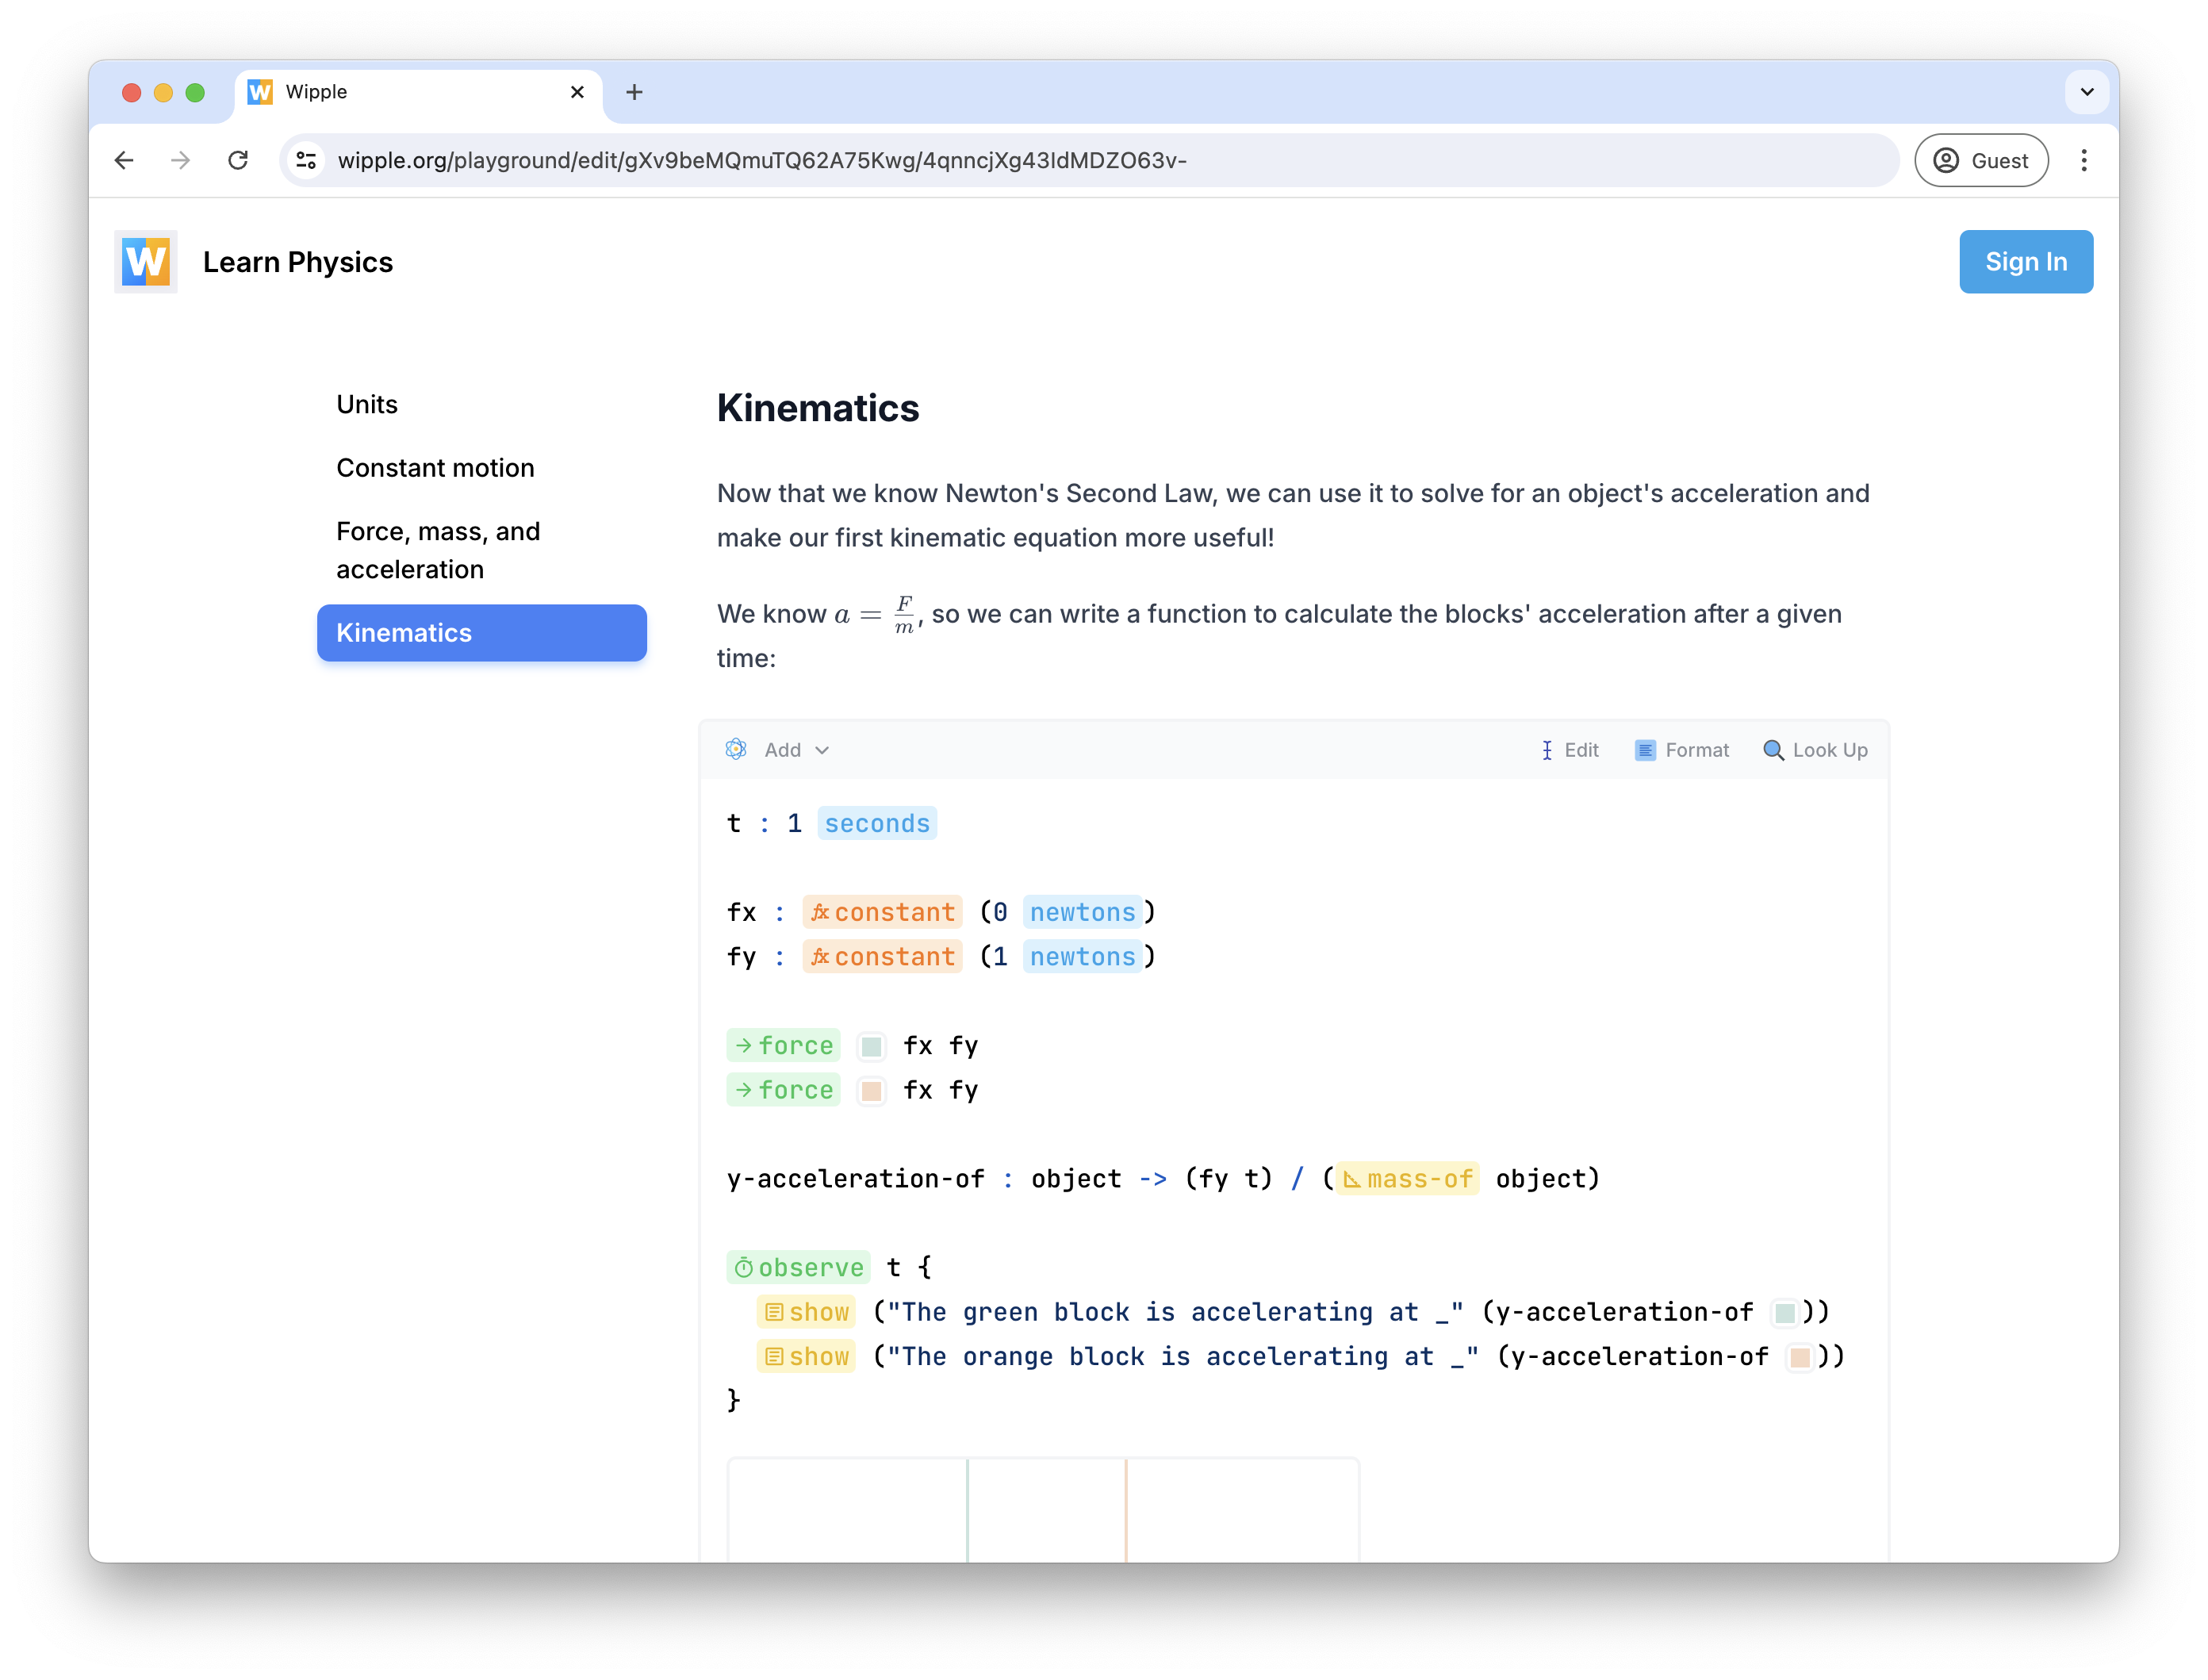 Wipple
wipple.org/playground/edit/gXv9beMQmuTQ62A75Kwg/4qnncjXg43IdMDZO63v-
Guest
W
Learn Physics
Sign In
Units
Constant motion
Force, mass, and
acceleration
Kinematics
Kinematics
Now that we know Newton's Second Law, we can use it to solve for an object's acceleration and
make our first kinematic equation more useful!
We know a = F/m, so we can write a function to calculate the blocks' acceleration after a given
time:
Add
Edit
Format
Look Up
t : 1 seconds
fx : fx constant (0 newtons)
fy : fx constant (1 newtons)
→ force fx fy
→ force fx fy
y-acceleration-of : object -> (fy t) / (mass-of object)
observe t {
show ("The green block is accelerating at _" (y-acceleration-of ))
show ("The orange block is accelerating at _" (y-acceleration-of ))
}